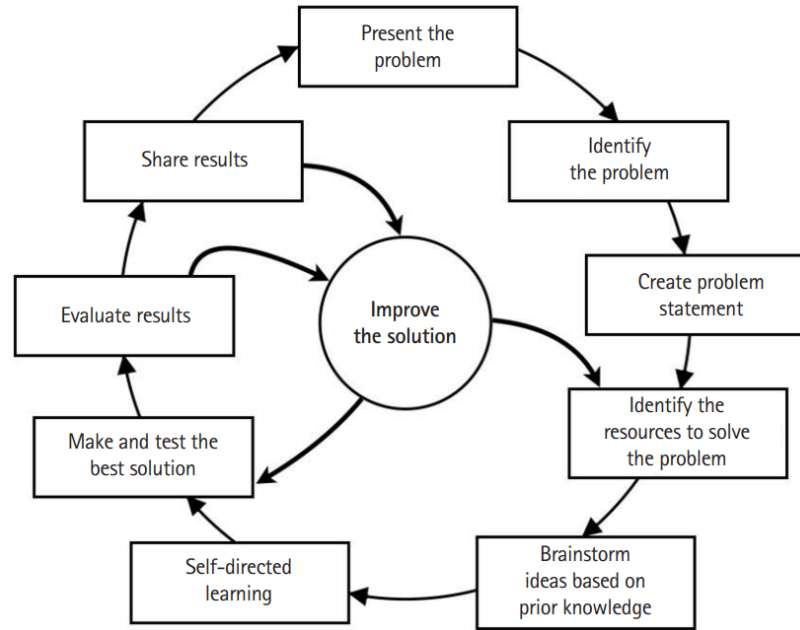 Present the
problem
Identify
the problem
Create problem
statement
Identify the
resources to solve
the problem
Brainstorm
ideas based on
prior knowledge
Self-directed
learning
Make and test the
best solution
Evaluate results
Share results
Improve
the solution